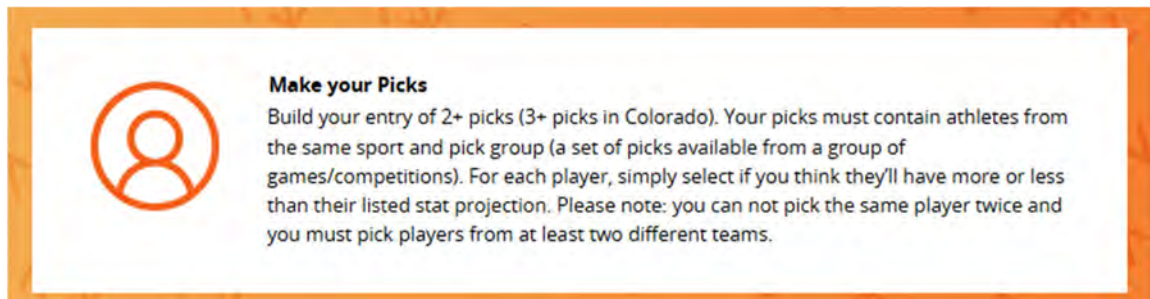 Make your Picks
Build your entry of 2+ picks (3+ picks in Colorado). Your picks must contain athletes from
the same sport and pick group (a set of picks available from a group of
games/competitions). For each player, simply select if you think they'll have more or less
than their listed stat projection. Please note: you can not pick the same player twice and
you must pick players from at least two different teams.